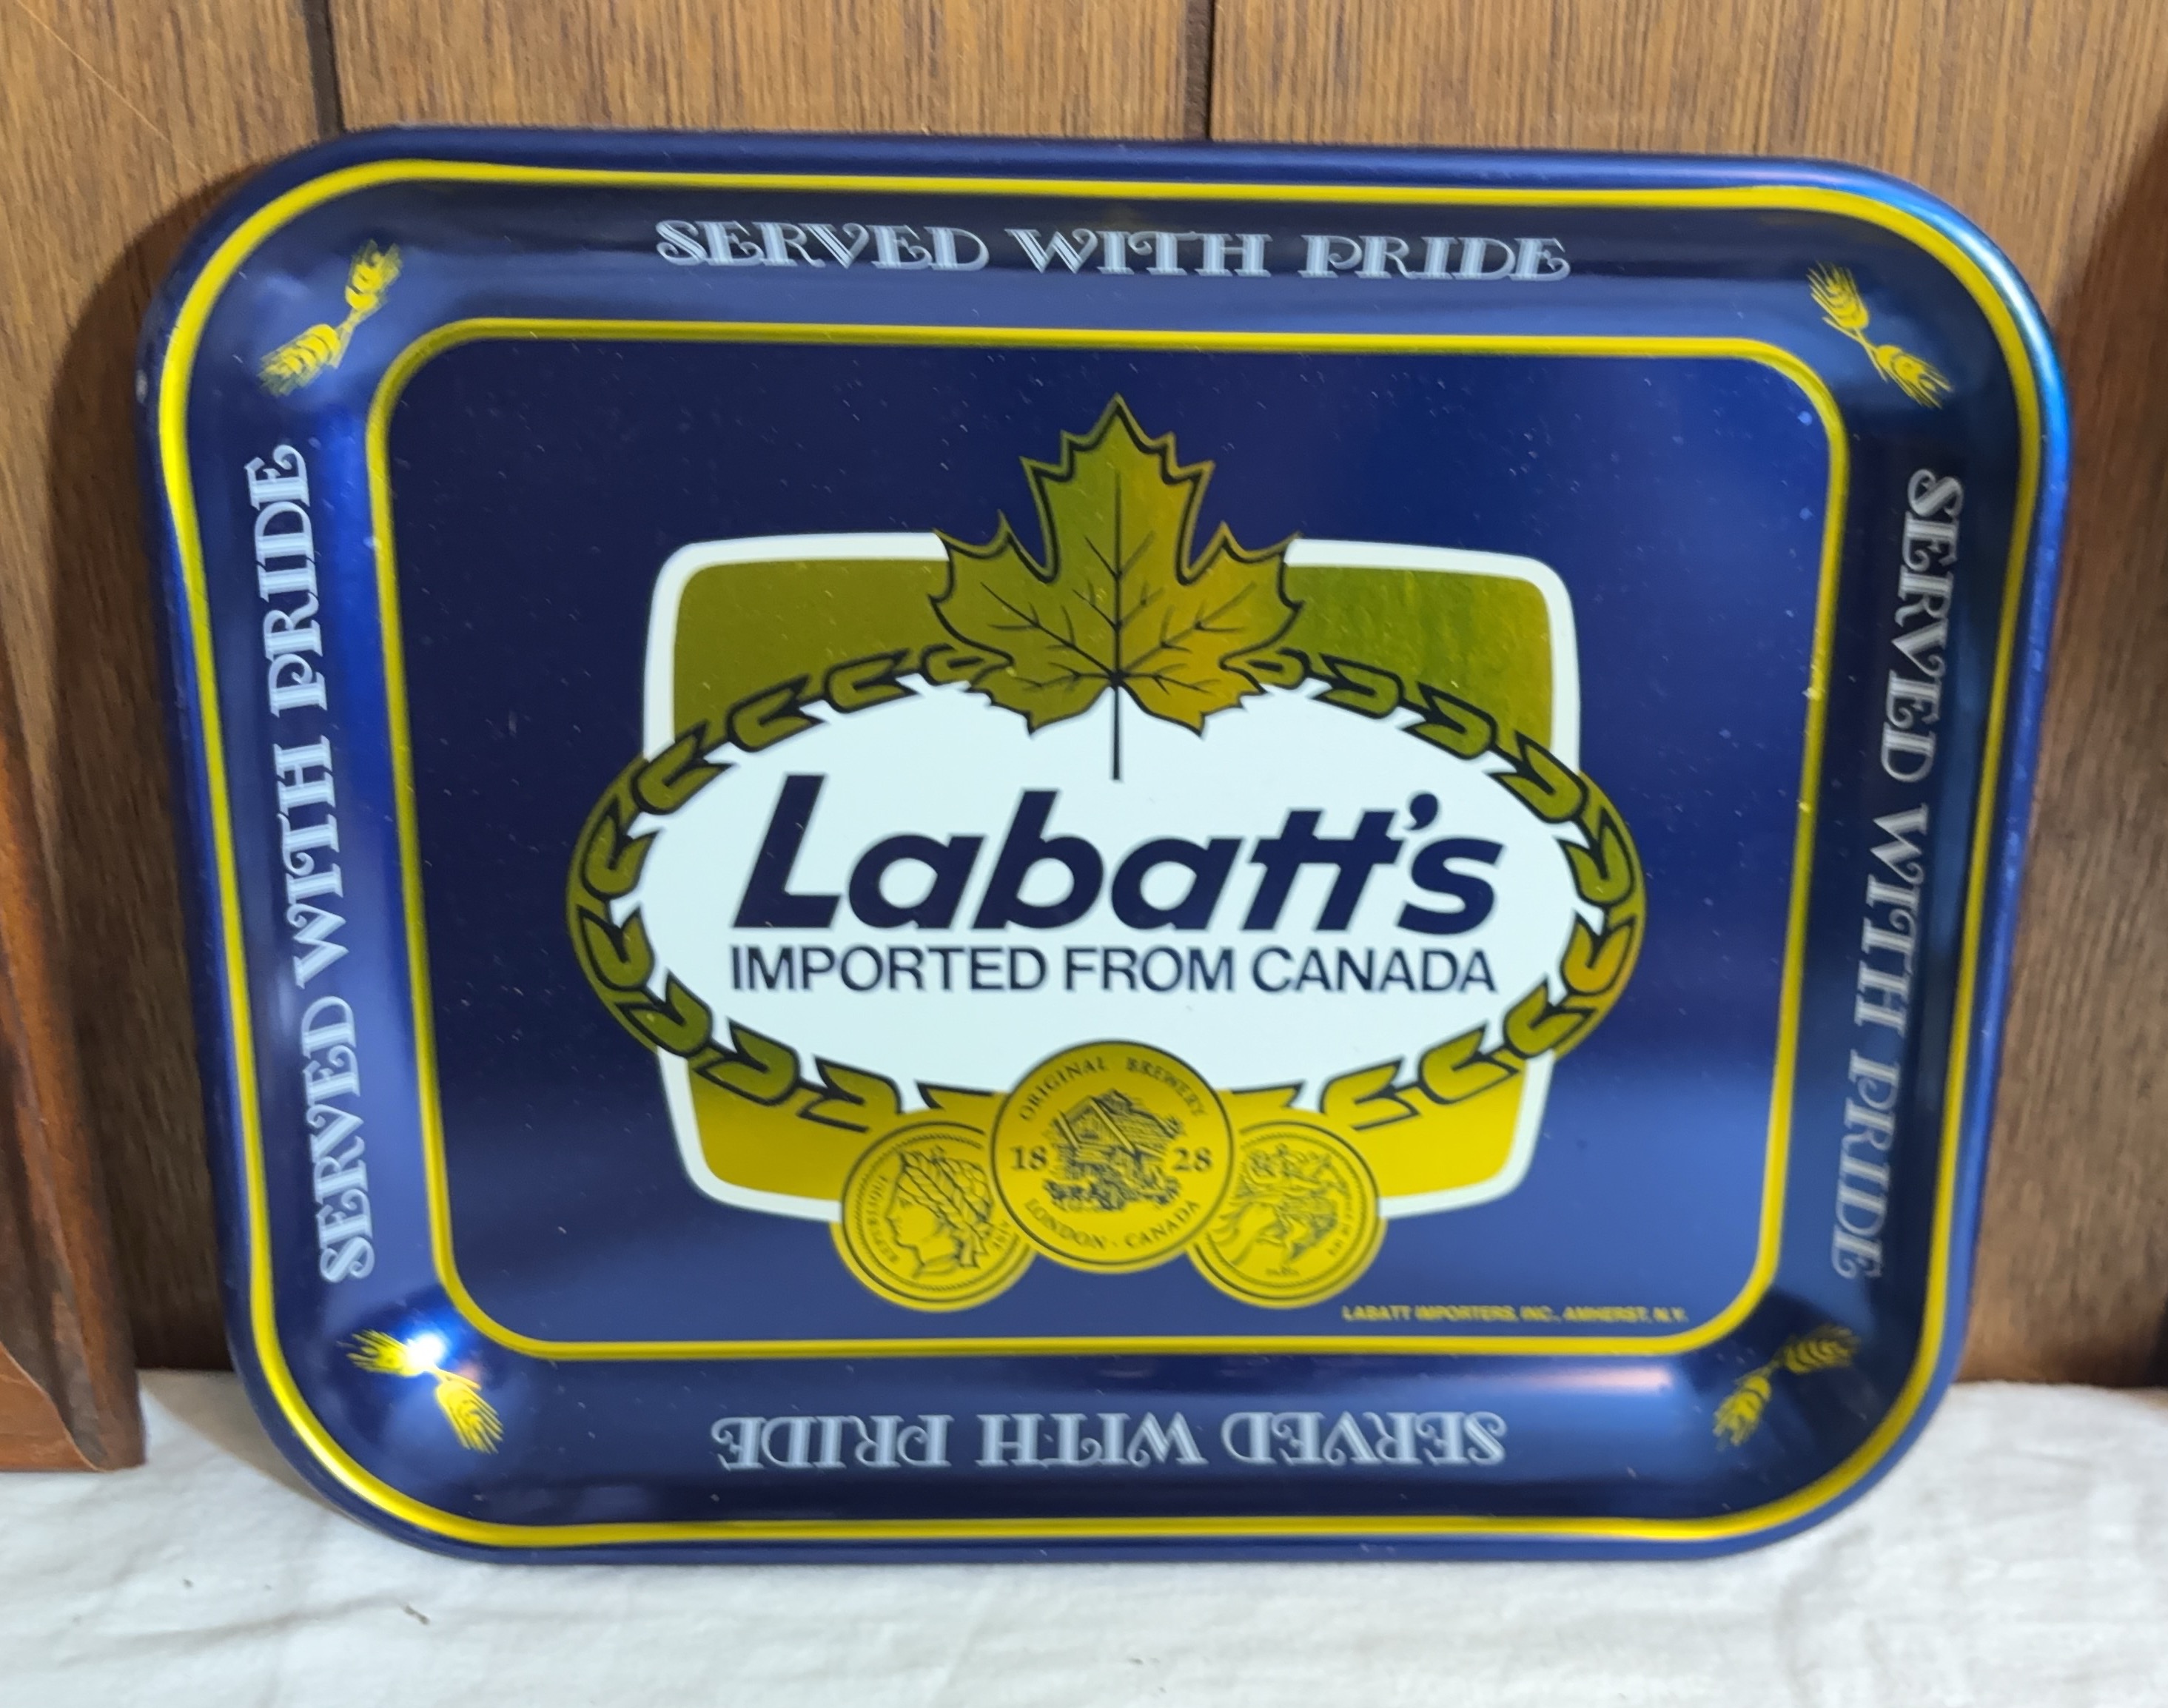 SERVED WITH PRIDE
SERVED WITH PRIDE
SERVED WITH PRIDE
Labatt's
IMPORTED FROM CANADA
ORIGINAL BREWERY
18 28
LONDON · CANADA
LABATT IMPORTERS, INC., AMHERST, N.Y.
SERVED WITH PRIDE